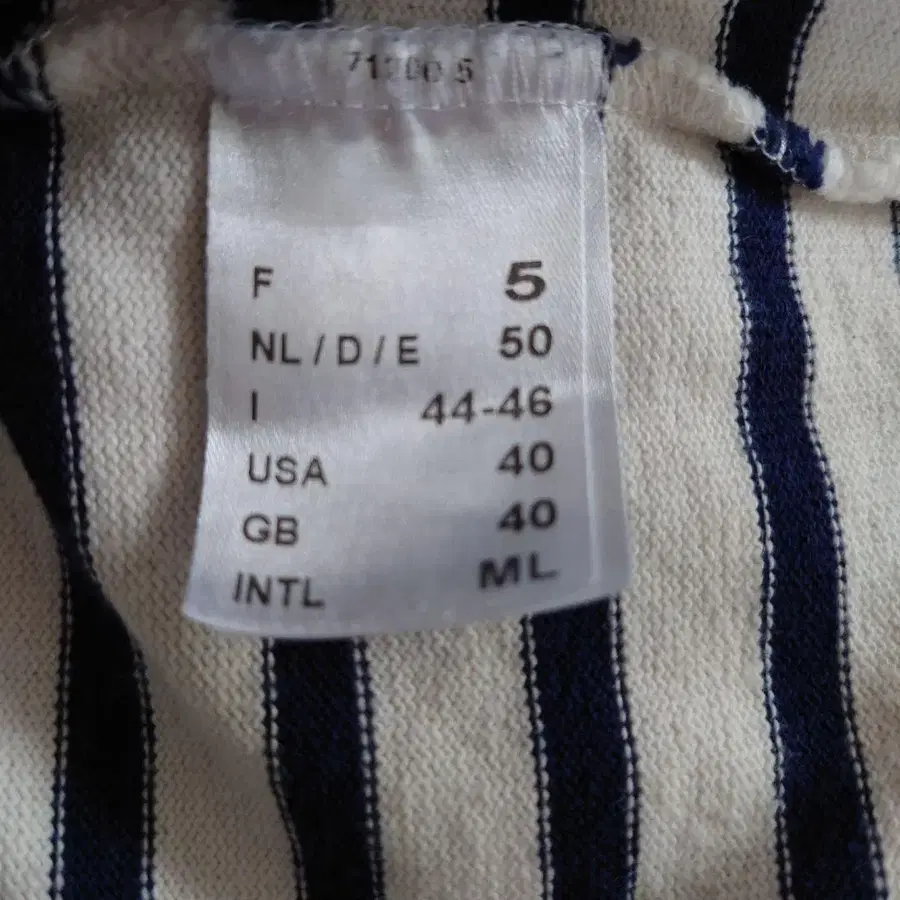 F 5
NL / D / E 50
I 44-46
USA 40
GB 40
INTL ML